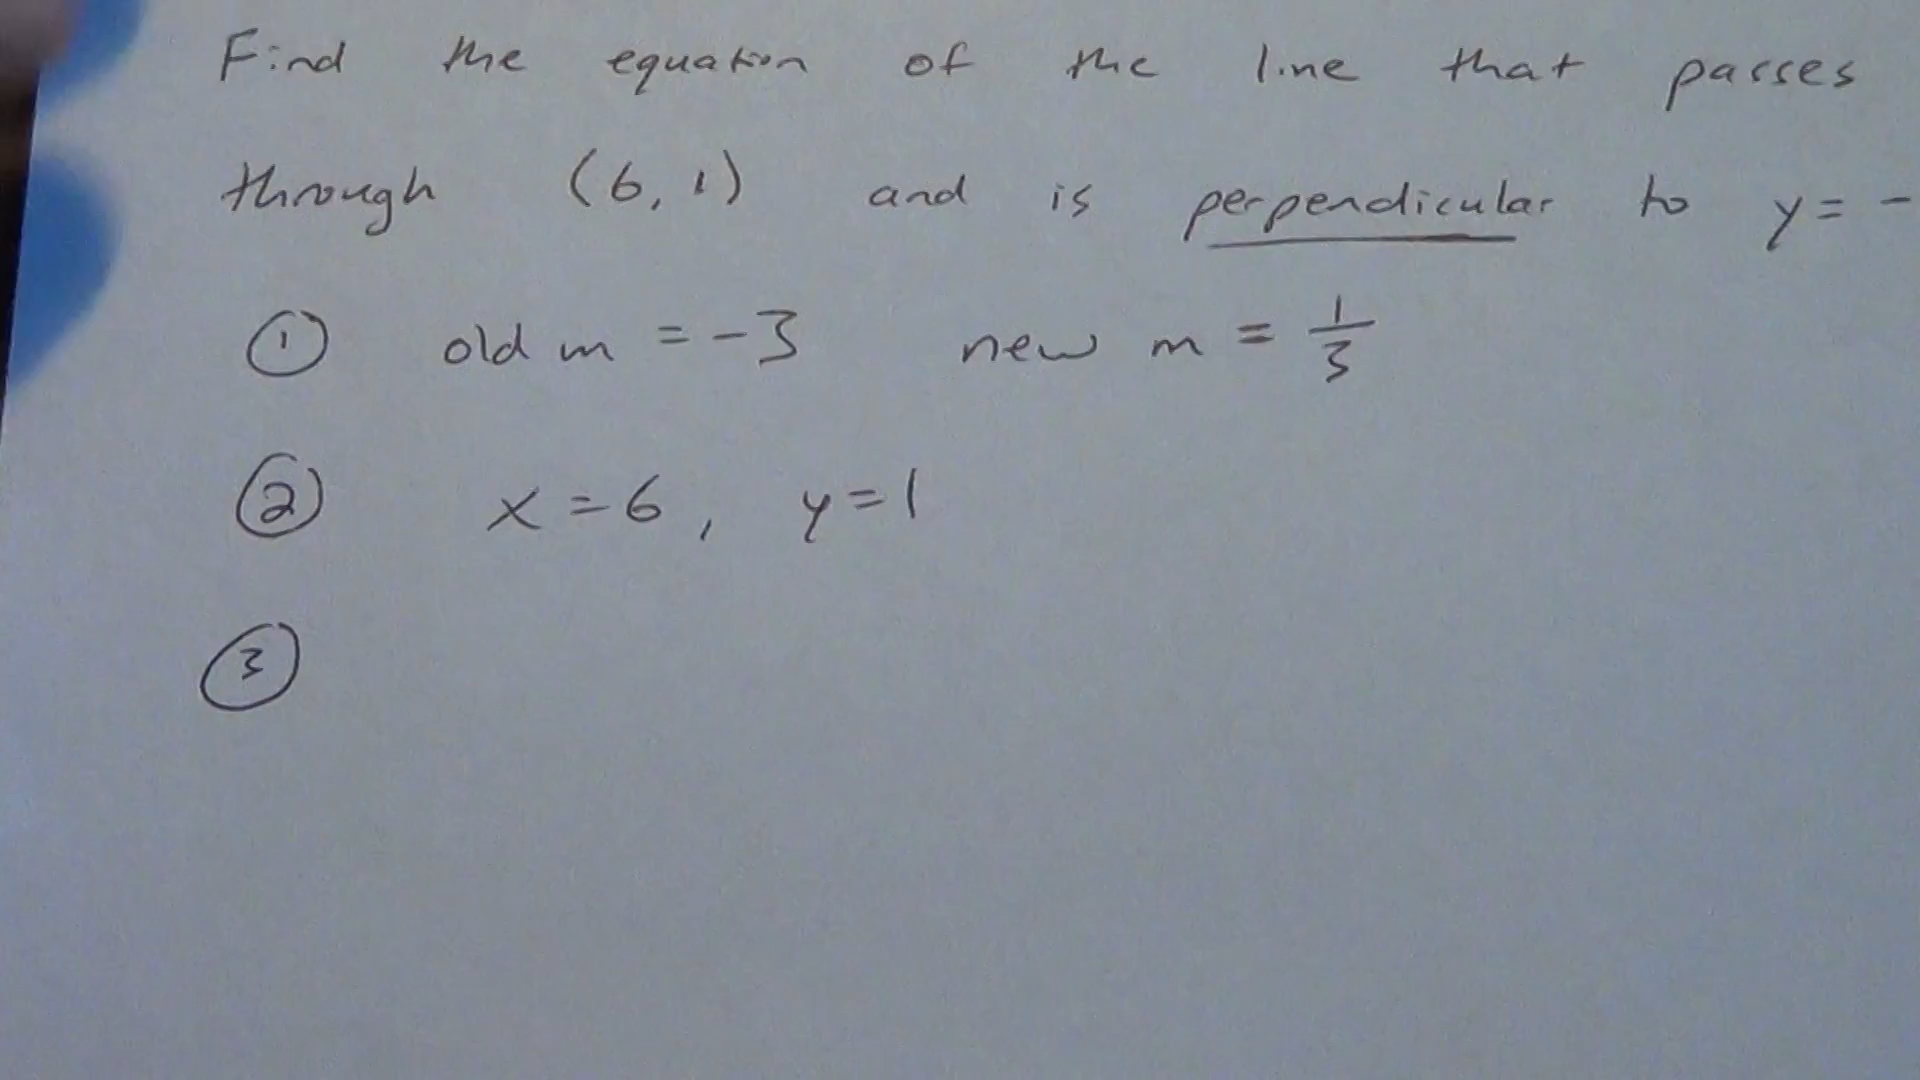 Find the equation of the line that passes
through (6,1) and is perpendicular to y= -
① old m = -3 new m = 1/3
② x=6, y=1
③